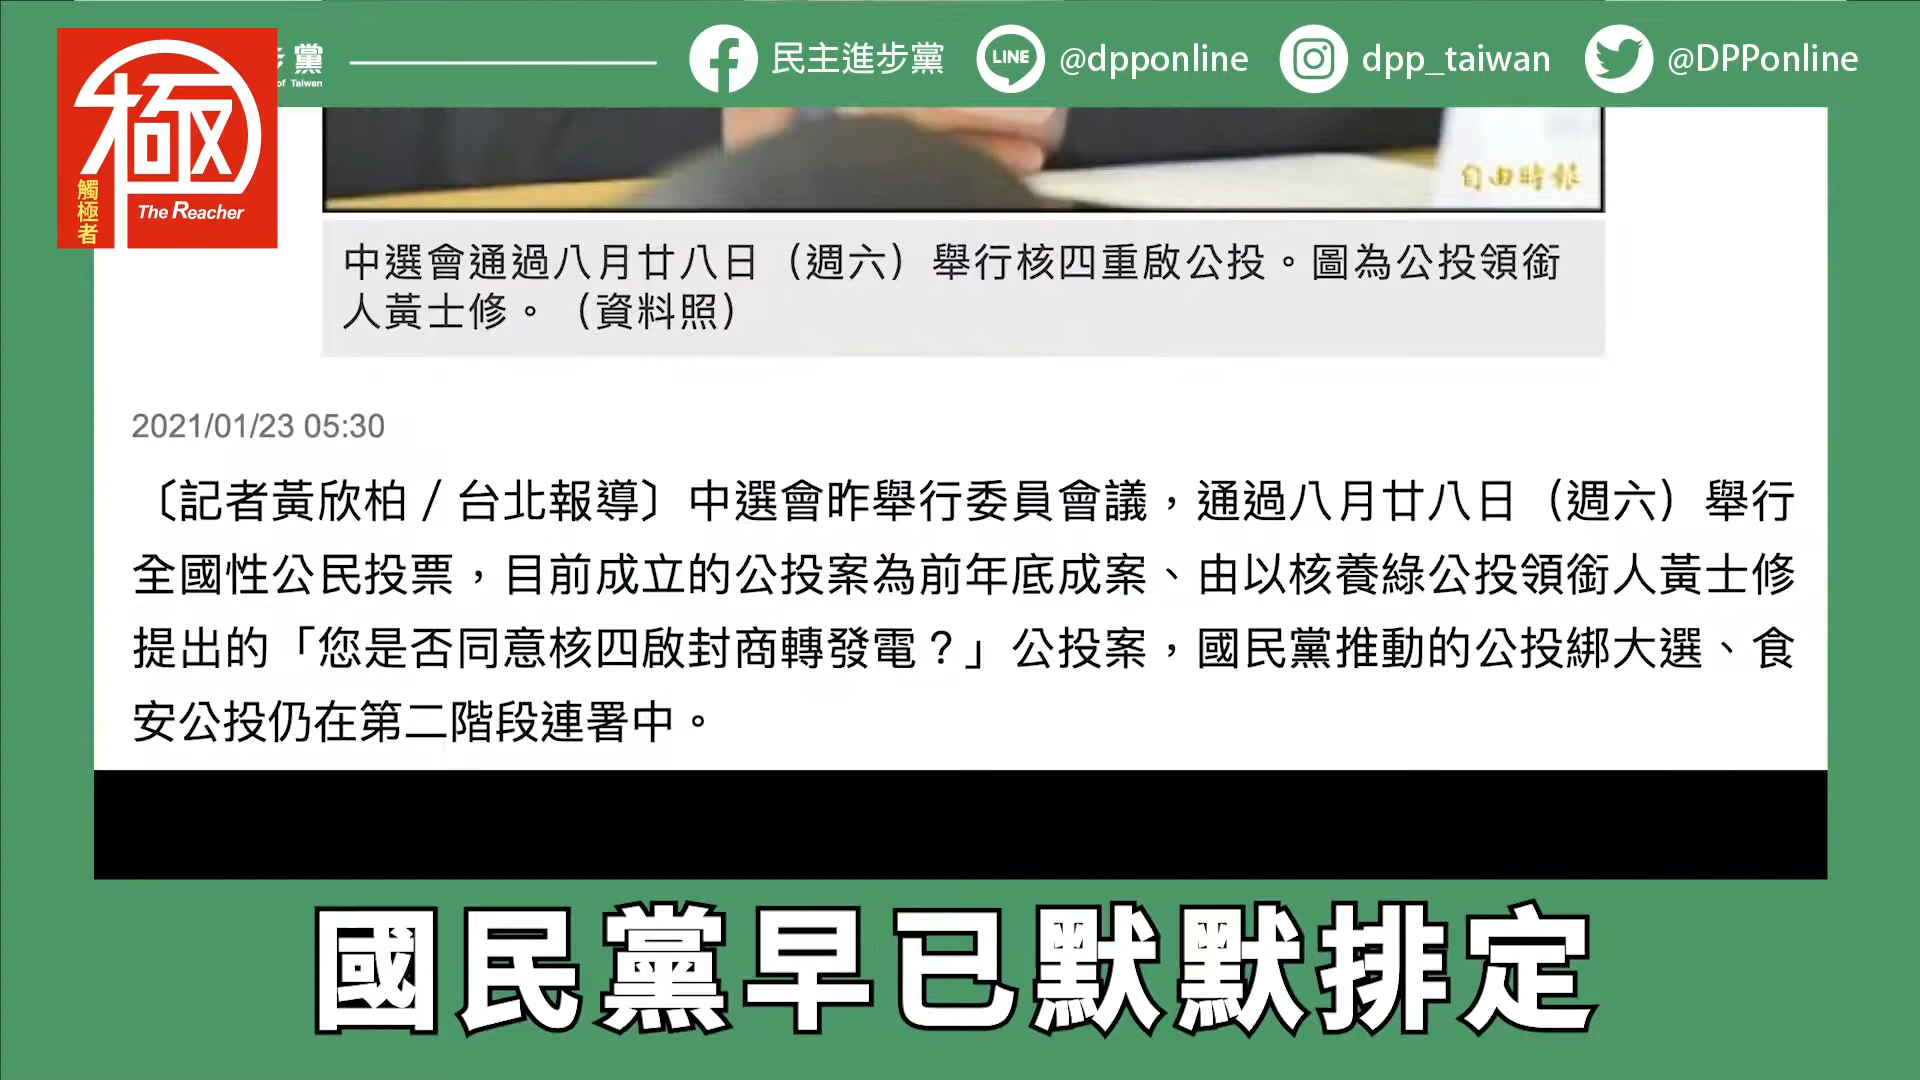 極
觸極者
The Reacher
步黨
of Taiwan
民主進步黨
LINE
@dpponline
dpp_taiwan
@DPPonline
自由時報
中選會通過八月廿八日（週六）舉行核四重啟公投。圖為公投領銜
人黃士修。（資料照）
2021/01/23 05:30
〔記者黃欣柏／台北報導〕中選會昨舉行委員會議，通過八月廿八日（週六）舉行
全國性公民投票，目前成立的公投案為前年底成案、由以核養綠公投領銜人黃士修
提出的「您是否同意核四啟封商轉發電？」公投案，國民黨推動的公投綁大選、食
安公投仍在第二階段連署中。
國民黨早已默默排定